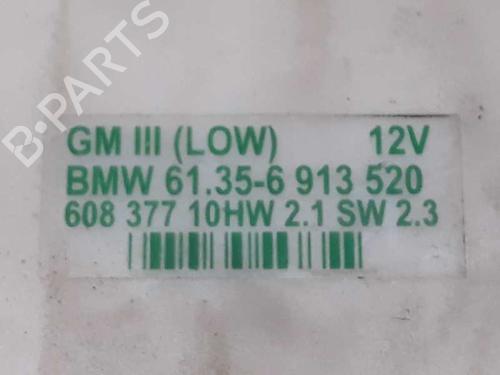 B-PARTS
GM III (LOW) 12V
BMW 61.35-6 913 520
608 377 10HW 2.1 SW 2.3